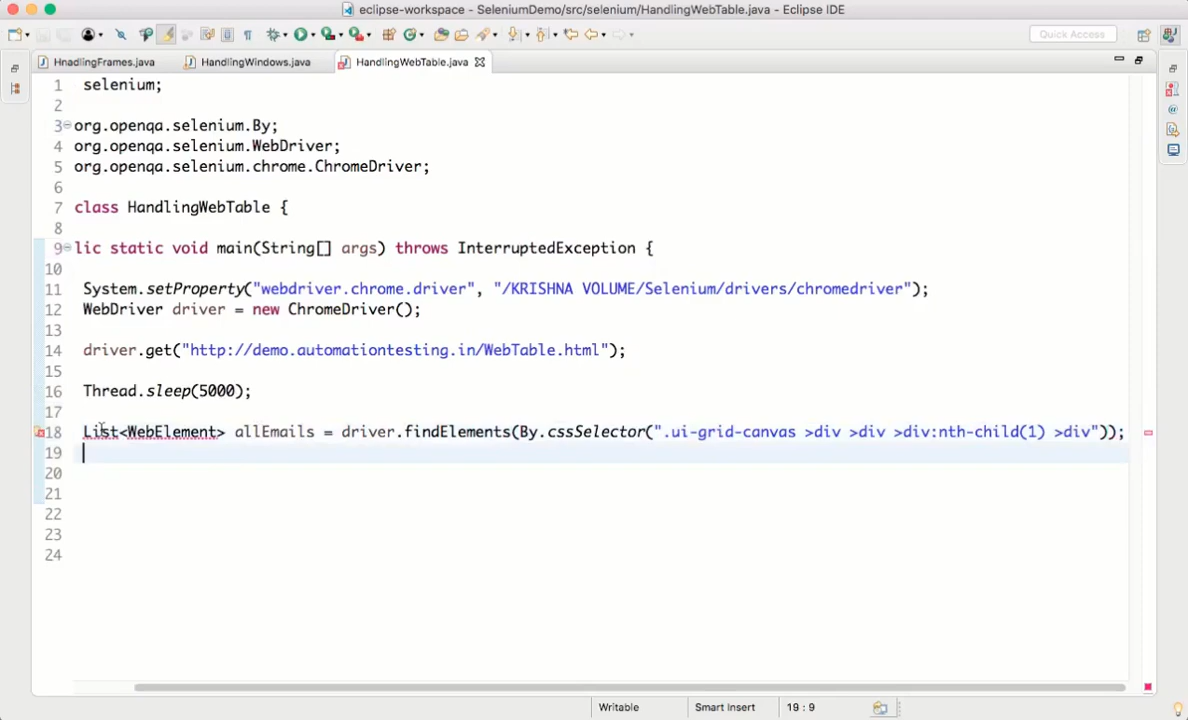 eclipse-workspace - SeleniumDemo/src/selenium/HandlingWebTable.java - Eclipse IDE
Quick Access
HnadlingFrames.java HandlingWindows.java HandlingWebTable.java
1 selenium;
2
3 org.openqa.selenium.By;
4 org.openqa.selenium.WebDriver;
5 org.openqa.selenium.chrome.ChromeDriver;
6
7 class HandlingWebTable {
8
9 lic static void main(String[] args) throws InterruptedException {
10
11 System.setProperty("webdriver.chrome.driver", "/KRISHNA VOLUME/Selenium/drivers/chromedriver");
12 WebDriver driver = new ChromeDriver();
13
14 driver.get("http://demo.automationtesting.in/WebTable.html");
15
16 Thread.sleep(5000);
17
18 List<WebElement> allEmails = driver.findElements(By.cssSelector(".ui-grid-canvas >div >div >div:nth-child(1) >div"));
19
20
21
22
23
24
Writable Smart Insert 19 : 9